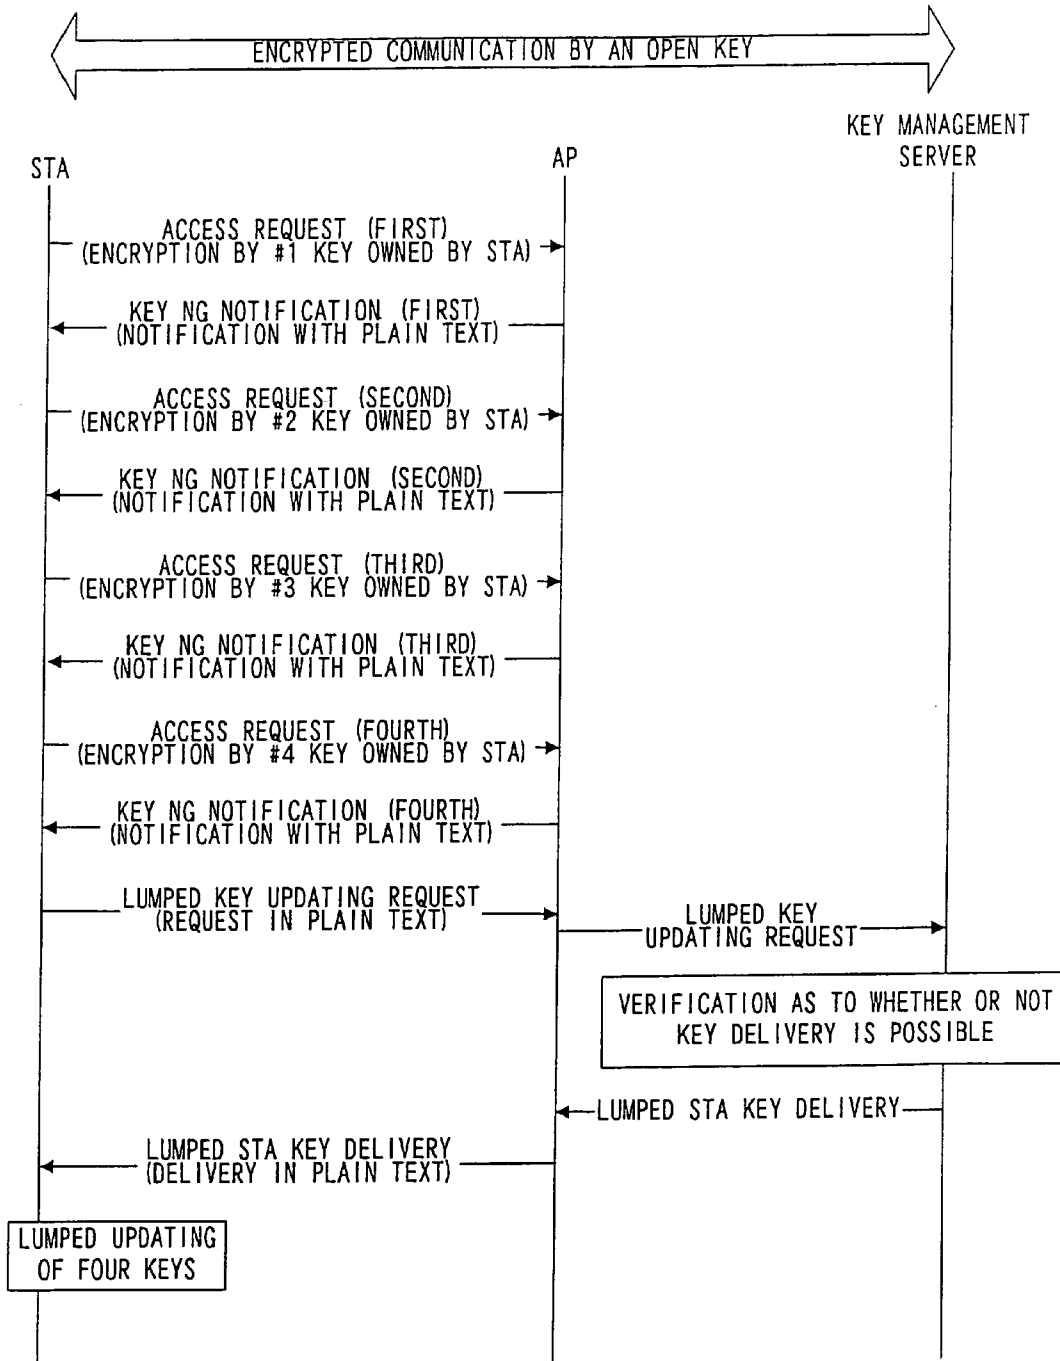 ENCRYPTED COMMUNICATION BY AN OPEN KEY
KEY MANAGEMENT
SERVER
STA
AP
ACCESS REQUEST (FIRST)
(ENCRYPTION BY #1 KEY OWNED BY STA)
KEY NG NOTIFICATION (FIRST)
(NOTIFICATION WITH PLAIN TEXT)
ACCESS REQUEST (SECOND)
(ENCRYPTION BY #2 KEY OWNED BY STA)
KEY NG NOTIFICATION (SECOND)
(NOTIFICATION WITH PLAIN TEXT)
ACCESS REQUEST (THIRD)
(ENCRYPTION BY #3 KEY OWNED BY STA)
KEY NG NOTIFICATION (THIRD)
(NOTIFICATION WITH PLAIN TEXT)
ACCESS REQUEST (FOURTH)
(ENCRYPTION BY #4 KEY OWNED BY STA)
KEY NG NOTIFICATION (FOURTH)
(NOTIFICATION WITH PLAIN TEXT)
LUMPED KEY UPDATING REQUEST
(REQUEST IN PLAIN TEXT)
LUMPED KEY
UPDATING REQUEST
VERIFICATION AS TO WHETHER OR NOT
KEY DELIVERY IS POSSIBLE
LUMPED STA KEY DELIVERY
LUMPED STA KEY DELIVERY
(DELIVERY IN PLAIN TEXT)
LUMPED UPDATING
OF FOUR KEYS